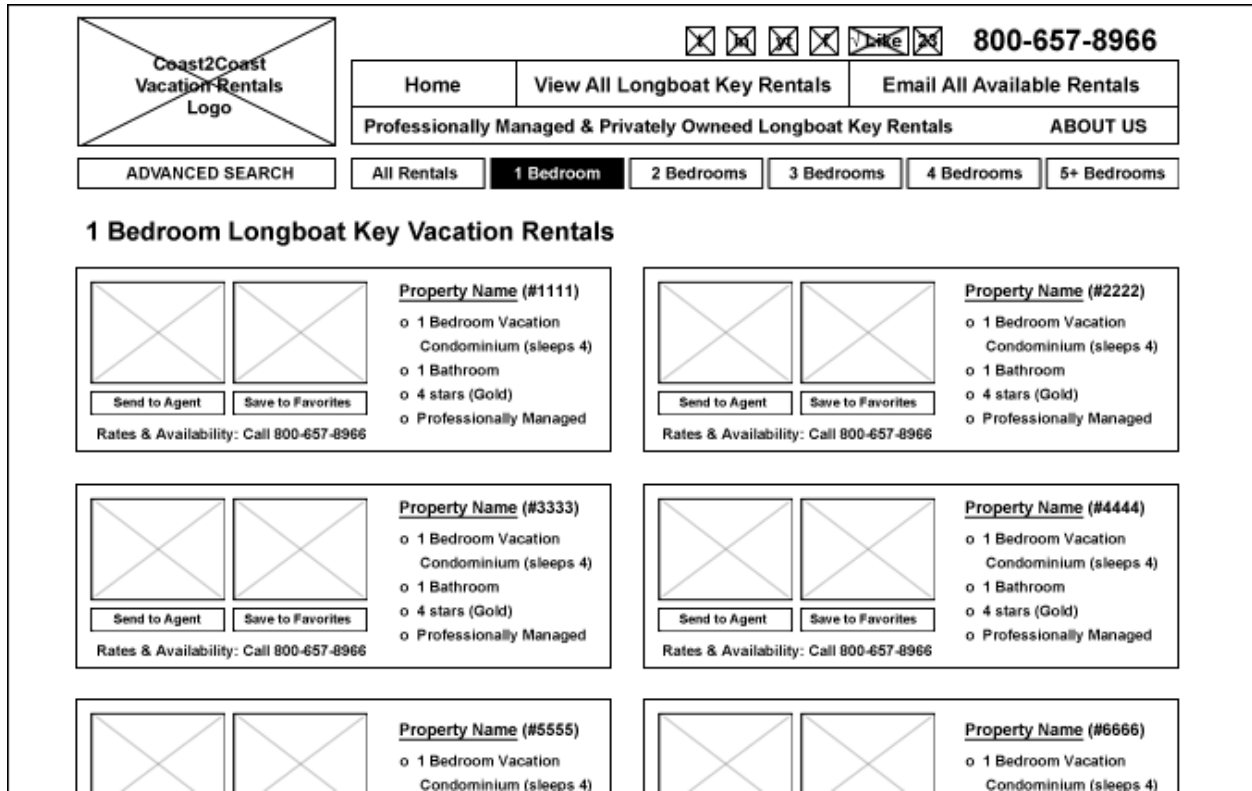 t in yt f √ Like 23 800-657-8966
Coast2Coast
Vacation Rentals
Logo
Home View All Longboat Key Rentals Email All Available Rentals
Professionally Managed & Privately Owneed Longboat Key Rentals ABOUT US
ADVANCED SEARCH All Rentals 1 Bedroom 2 Bedrooms 3 Bedrooms 4 Bedrooms 5+ Bedrooms
1 Bedroom Longboat Key Vacation Rentals
Property Name (#1111)
o 1 Bedroom Vacation
Condominium (sleeps 4)
o 1 Bathroom
o 4 stars (Gold)
o Professionally Managed
Send to Agent Save to Favorites
Rates & Availability: Call 800-657-8966
Property Name (#2222)
o 1 Bedroom Vacation
Condominium (sleeps 4)
o 1 Bathroom
o 4 stars (Gold)
o Professionally Managed
Send to Agent Save to Favorites
Rates & Availability: Call 800-657-8966
Property Name (#3333)
o 1 Bedroom Vacation
Condominium (sleeps 4)
o 1 Bathroom
o 4 stars (Gold)
o Professionally Managed
Send to Agent Save to Favorites
Rates & Availability: Call 800-657-8966
Property Name (#4444)
o 1 Bedroom Vacation
Condominium (sleeps 4)
o 1 Bathroom
o 4 stars (Gold)
o Professionally Managed
Send to Agent Save to Favorites
Rates & Availability: Call 800-657-8966
Property Name (#5555)
o 1 Bedroom Vacation
Condominium (sleeps 4)
Property Name (#6666)
o 1 Bedroom Vacation
Condominium (sleeps 4)